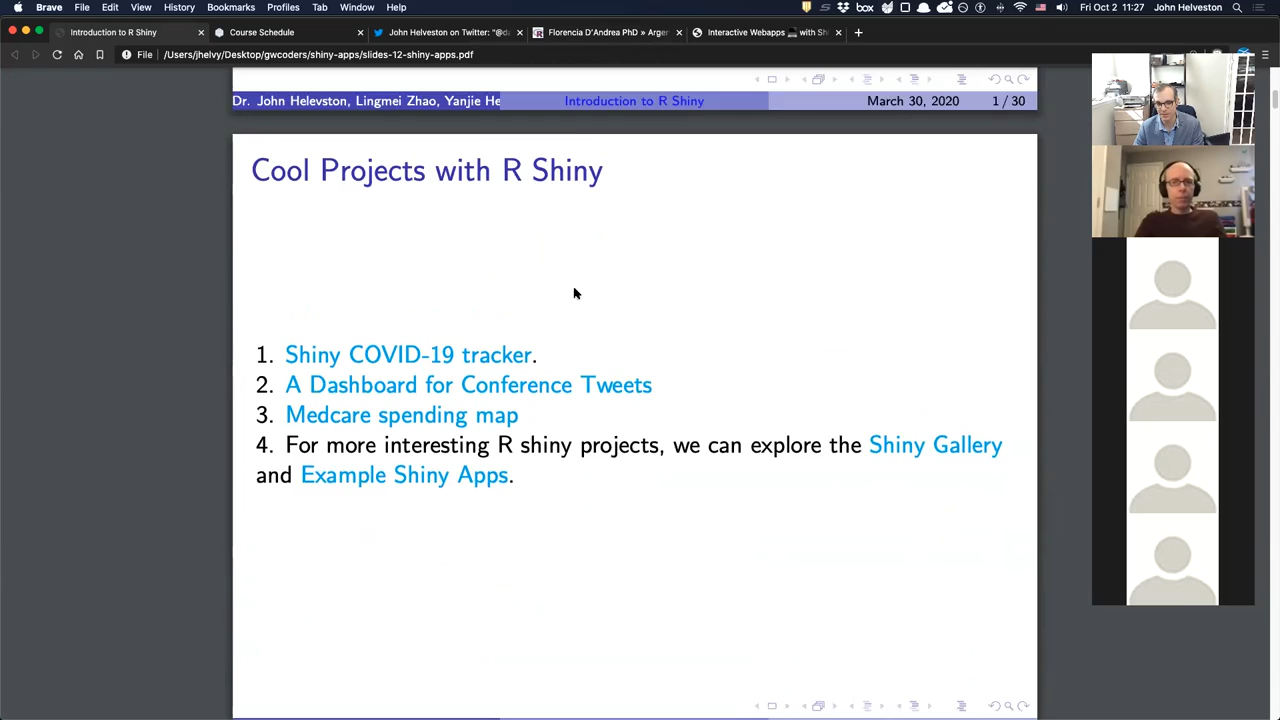 Brave File Edit View History Bookmarks Profiles Tab Window Help box Fri Oct 2 11:27 John Helveston
Introduction to R Shiny Course Schedule John Helveston on Twitter: "@da Florencia D'Andrea PhD » Arger Interactive Webapps with Sh
File /Users/jhelvy/Desktop/gwcoders/shiny-apps/slides-12-shiny-apps.pdf
Dr. John Helevston, Lingmei Zhao, Yanjie He Introduction to R Shiny March 30, 2020 1 / 30
Cool Projects with R Shiny
1. Shiny COVID-19 tracker.
2. A Dashboard for Conference Tweets
3. Medcare spending map
4. For more interesting R shiny projects, we can explore the Shiny Gallery
and Example Shiny Apps.